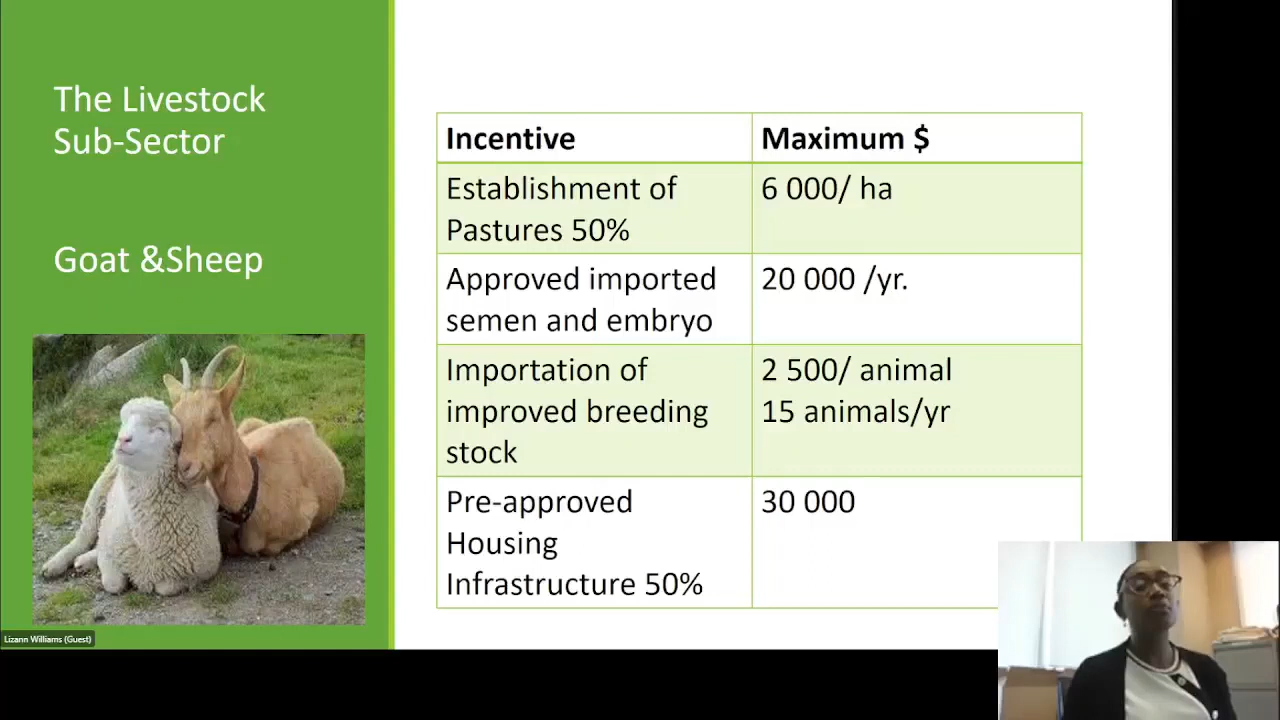 The Livestock
Sub-Sector
Goat &Sheep
Incentive
Maximum $
Establishment of
Pastures 50%
6 000/ ha
Approved imported
semen and embryo
20 000 /yr.
Importation of
improved breeding
stock
2 500/ animal
15 animals/yr
Pre-approved
Housing
Infrastructure 50%
30 000
Lizann Williams (Guest)